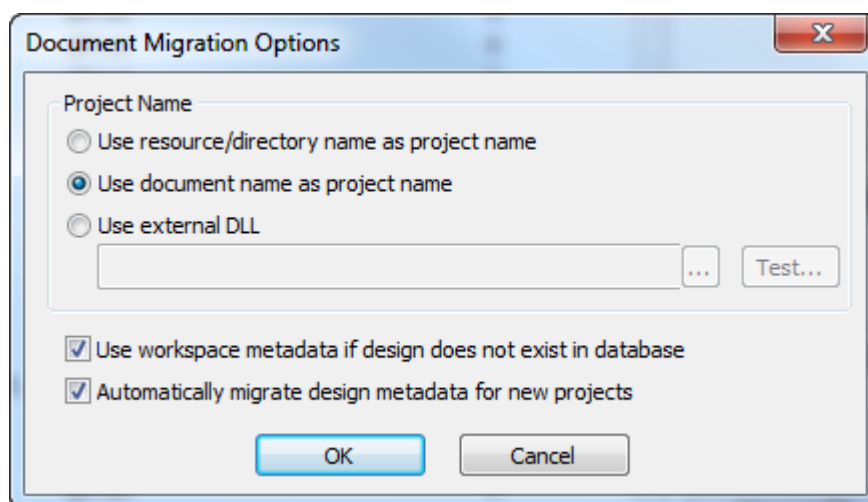 Document Migration Options
Project Name
Use resource/directory name as project name
Use document name as project name
Use external DLL
... Test...
Use workspace metadata if design does not exist in database
Automatically migrate design metadata for new projects
OK Cancel